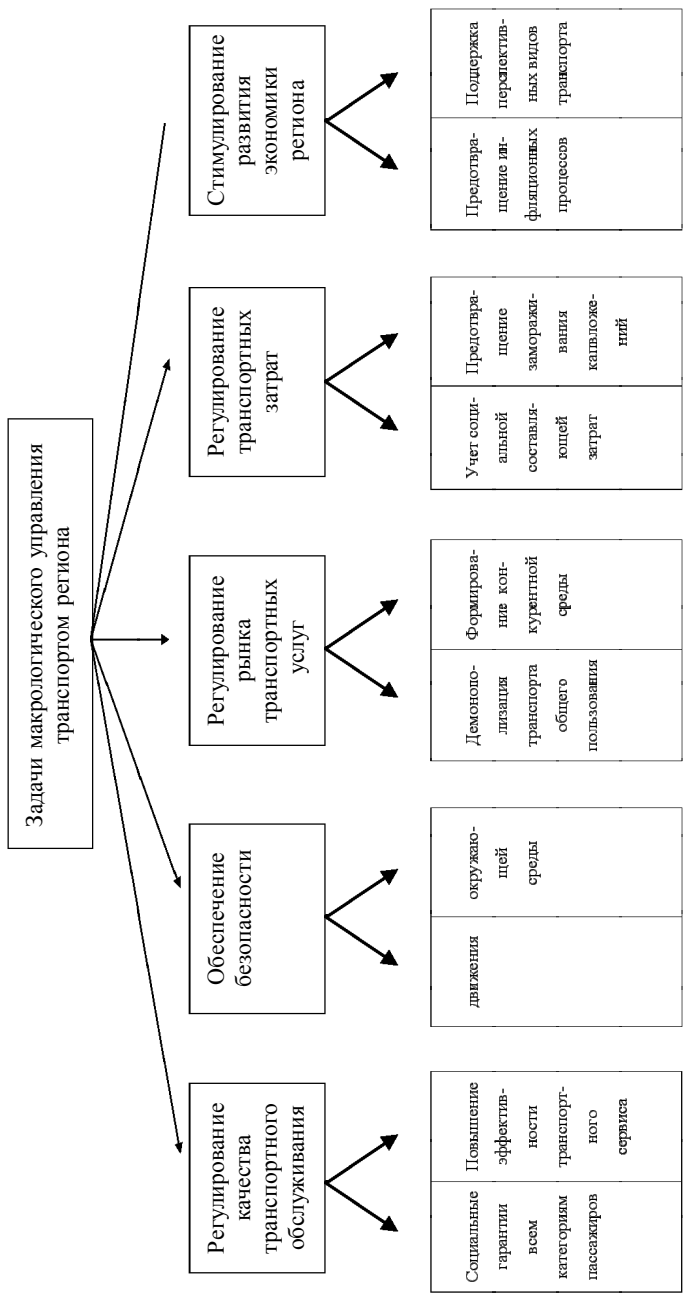 Задачи макрологического управления
транспортом региона
Регулирование
качества
транспортного
обслуживания
Обеспечение
безопасности
Регулирование
рынка
транспортных
услуг
Регулирование
транспортных
затрат
Стимулирование
развития
экономики
региона
Социальные
гарантии
всем
категориям
пассажиров
Повышение
эффектив-
ности
транспорт-
ного
сервиса
движения
окружаю-
щей
среды
Демонопо-
лизация
транспорта
общего
пользования
Формирова-
ние кон-
курентной
среды
Учет соци-
альной
составля-
ющей
затрат
Предотвра-
щение
заморажи-
вания
капвложе-
ний
Предотвра-
щение ин-
фляционных
процессов
Поддержка
перспектив-
ных видов
транспорта